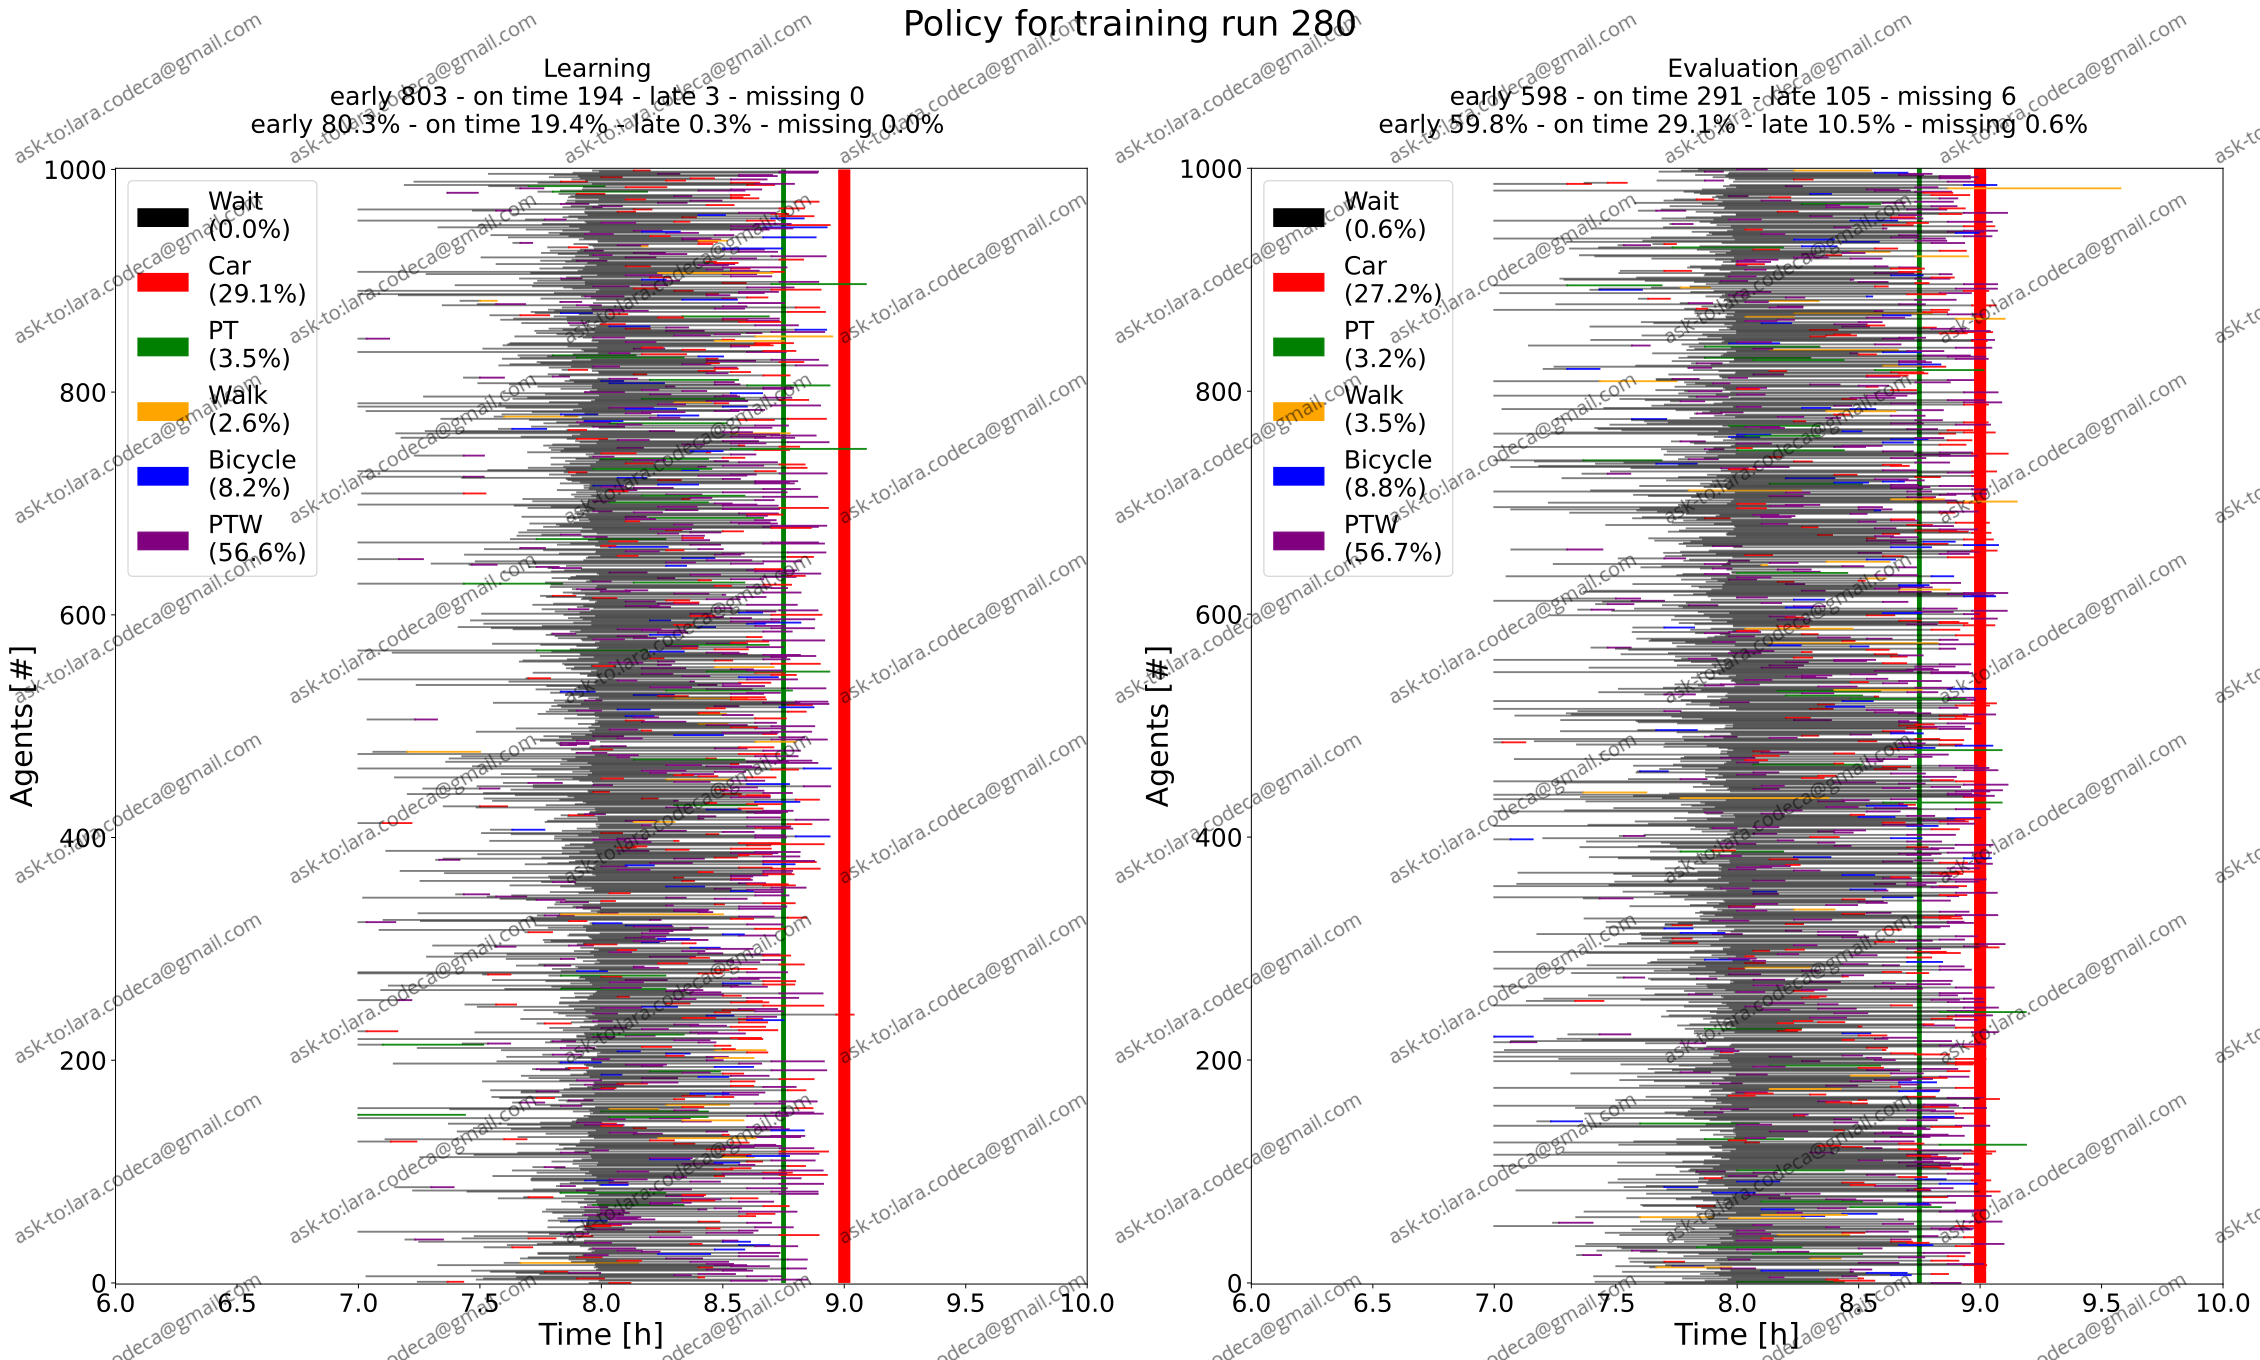 Policy for training run 280
Learning
early 803 - on time 194 - late 3 - missing 0
early 80.3% - on time 19.4% - late 0.3% - missing 0.0%
Evaluation
early 598 - on time 291 - late 105 - missing 6
early 59.8% - on time 29.1% - late 10.5% - missing 0.6%
Wait
(0.0%)
Car
(29.1%)
PT
(3.5%)
Walk
(2.6%)
Bicycle
(8.2%)
PTW
(56.6%)
1000
800
600
400
200
0
Agents [#]
6.0 6.5 7.0 7.5 8.0 8.5 9.0 9.5 10.0
Time [h]
Wait
(0.6%)
Car
(27.2%)
PT
(3.2%)
Walk
(3.5%)
Bicycle
(8.8%)
PTW
(56.7%)
1000
800
600
400
200
0
Agents [#]
6.0 6.5 7.0 7.5 8.0 8.5 9.0 9.5 10.0
Time [h]
ask-to:lara.codeca@gmail.com